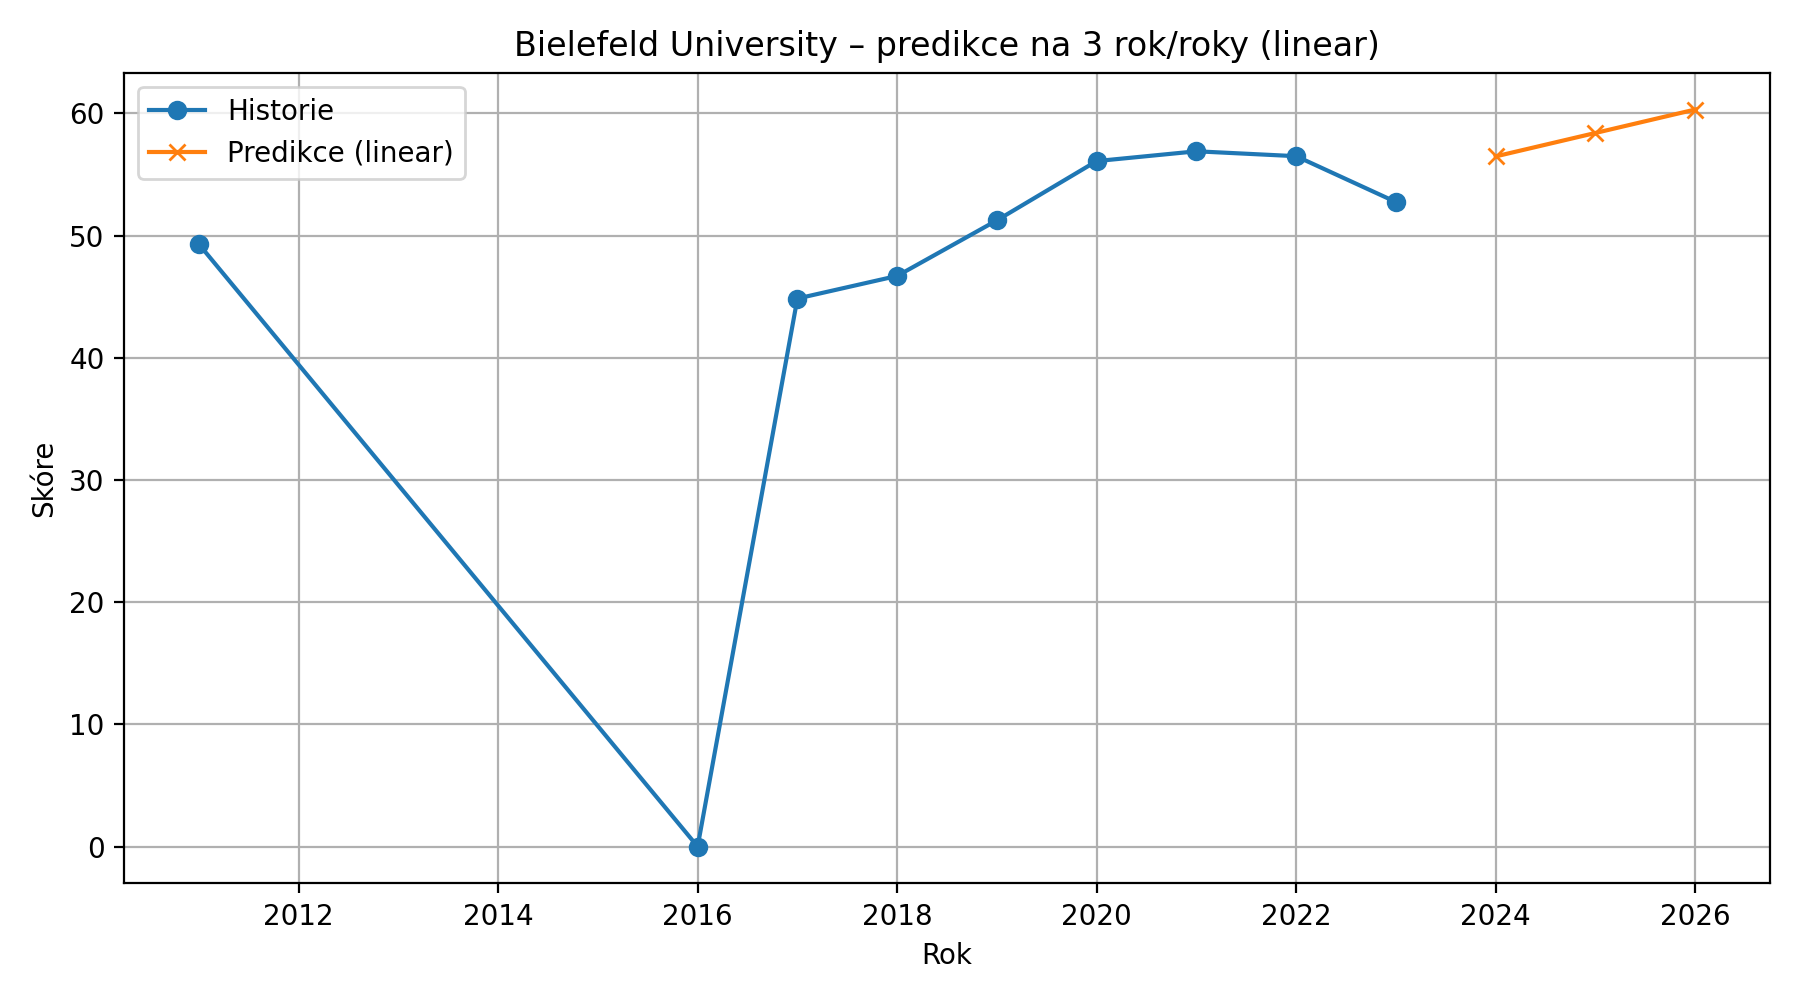 Bielefeld University – predikce na 3 rok/roky (linear)
Historie
Predikce (linear)
60
50
40
30
20
10
0
Skóre
2012 2014 2016 2018 2020 2022 2024 2026
Rok